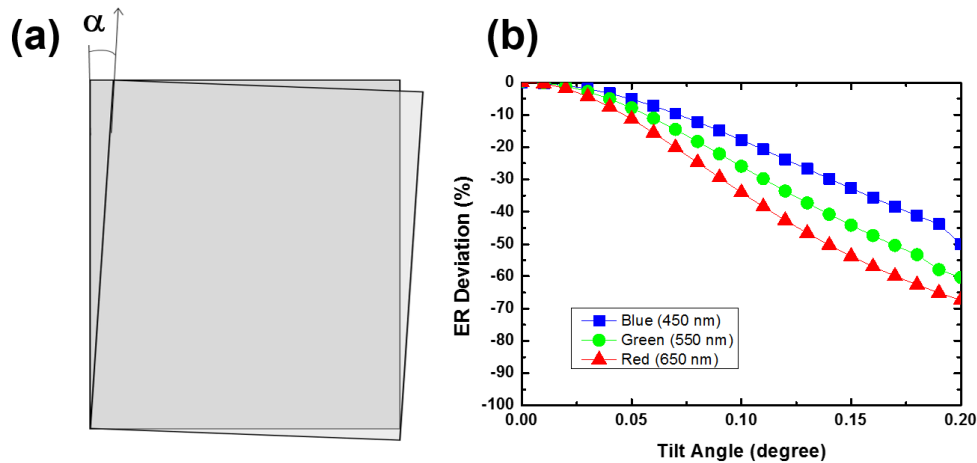 (a)
α
(b)
0
-10
-20
-30
-40
-50
-60
-70
-80
-90
-100
ER Deviation (%)
Blue (450 nm)
Green (550 nm)
Red (650 nm)
0.00 0.05 0.10 0.15 0.20
Tilt Angle (degree)